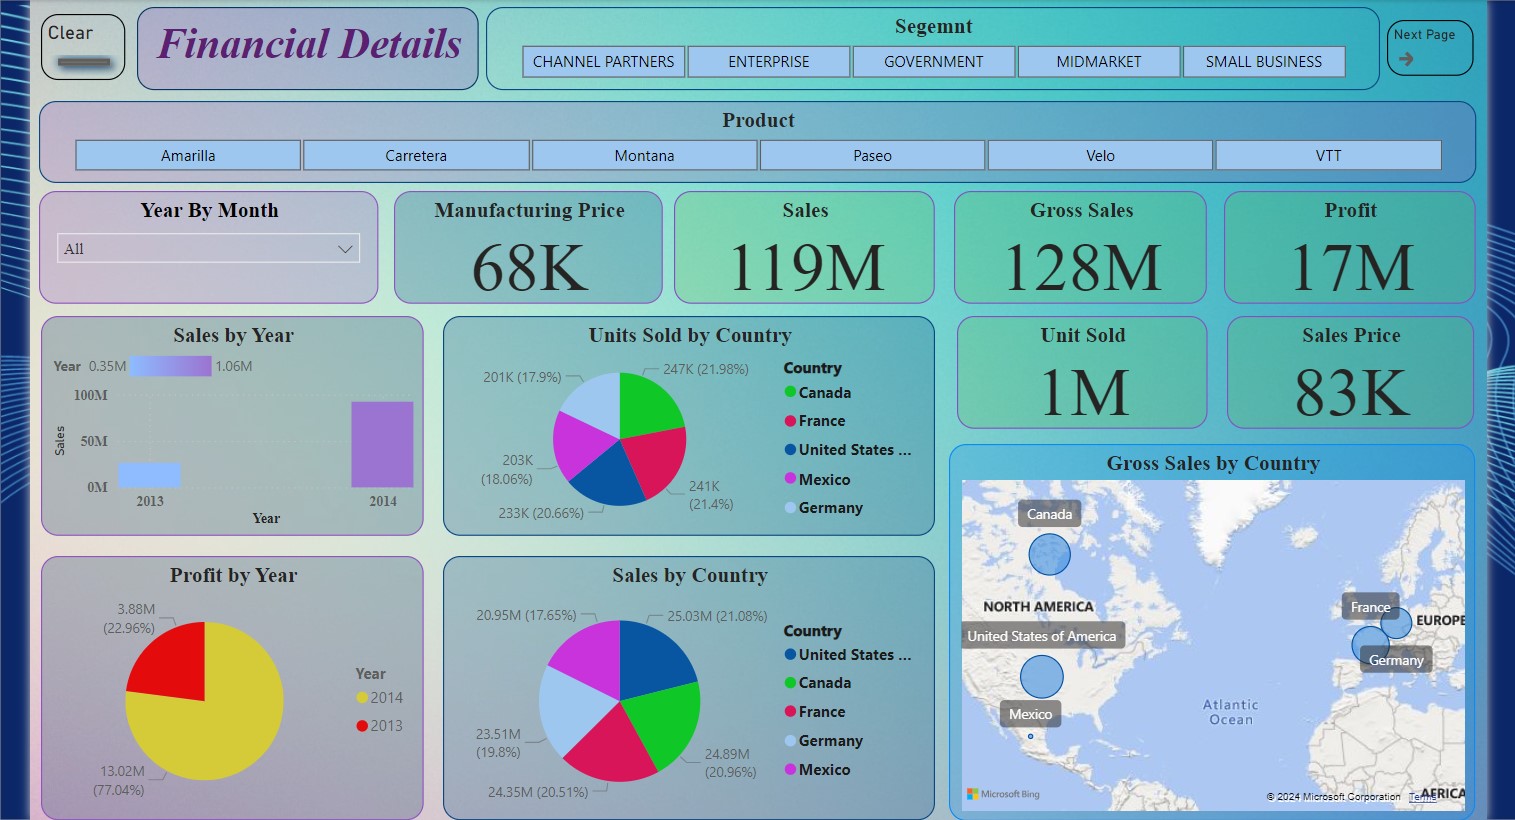 Clear
Financial Details
Segemnt
CHANNEL PARTNERS
ENTERPRISE
GOVERNMENT
MIDMARKET
SMALL BUSINESS
Next Page
Product
Amarilla
Carretera
Montana
Paseo
Velo
VTT
Year By Month
All
Manufacturing Price
68K
Sales
119M
Gross Sales
128M
Profit
17M
Sales by Year
Year 0.35M 1.06M
100M
50M
0M
Sales
2013
2014
Year
Units Sold by Country
247K (21.98%)
241K
(21.4%)
233K (20.66%)
203K
(18.06%)
201K (17.9%)
Country
Canada
France
United States ...
Mexico
Germany
Unit Sold
1M
Sales Price
83K
Profit by Year
3.88M
(22.96%)
13.02M
(77.04%)
Year
2014
2013
Sales by Country
25.03M (21.08%)
24.89M
(20.96%)
24.35M (20.51%)
23.51M
(19.8%)
20.95M (17.65%)
Country
United States ...
Canada
France
Germany
Mexico
Gross Sales by Country
Canada
NORTH AMERICA
United States of America
Mexico
France
EUROPE
Germany
Atlantic
Ocean
AFRICA
Microsoft Bing
© 2024 Microsoft Corporation Terms